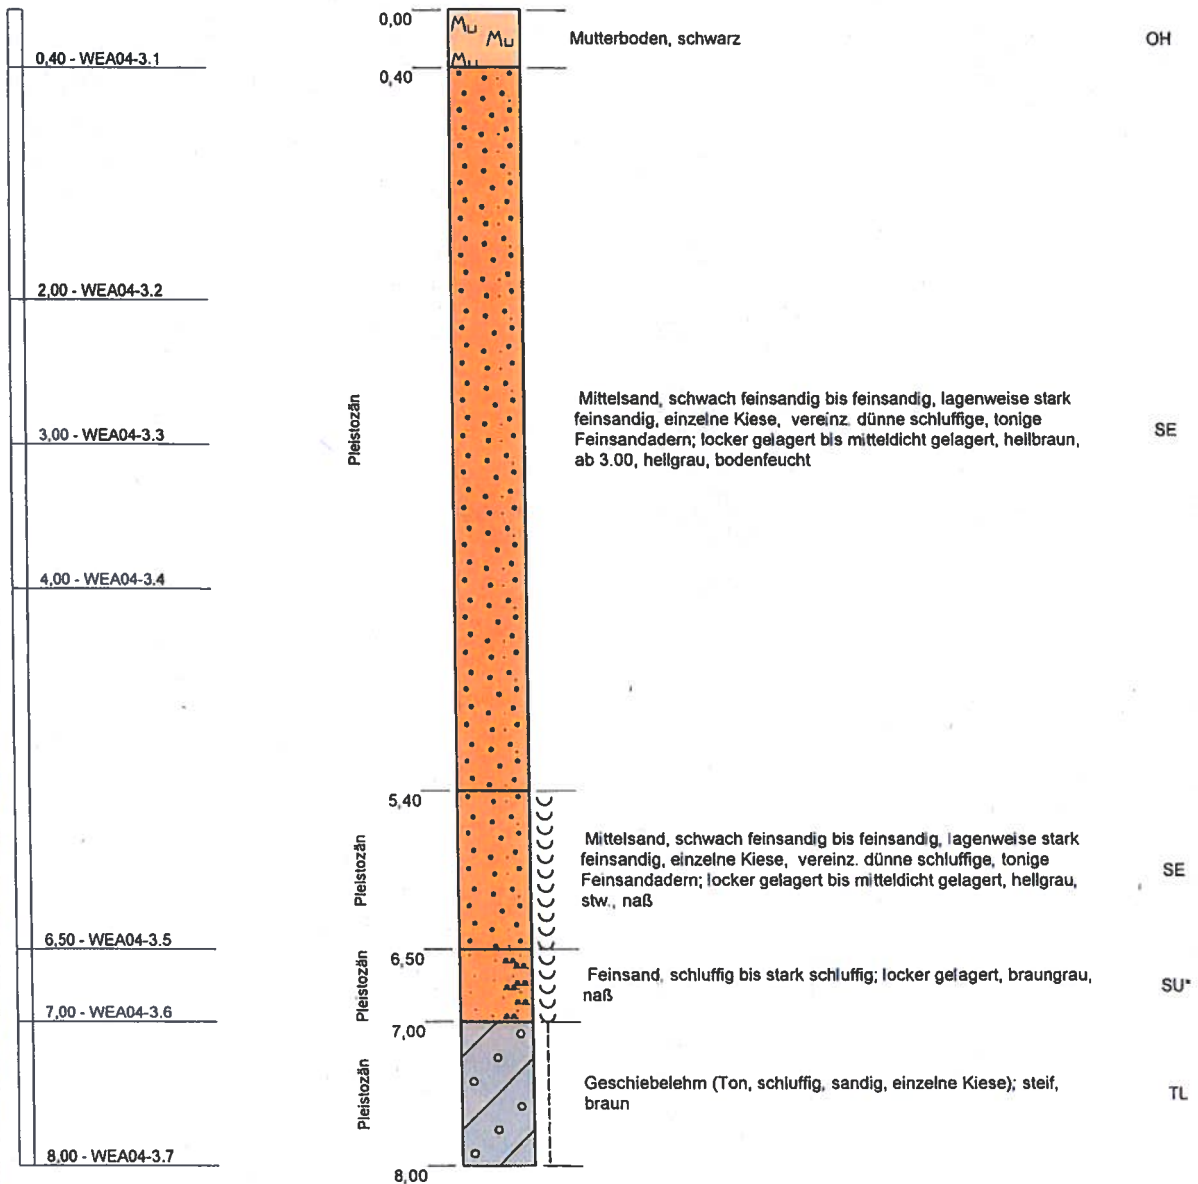 0,00
Mu
Mu
Mu
Mutterboden, schwarz
OH
0,40 - WEA04-3.1
0,40
2,00 - WEA04-3.2
3,00 - WEA04-3.3
4,00 - WEA04-3.4
Pleistozän
Mittelsand, schwach feinsandig bis feinsandig, lagenweise stark
feinsandig, einzelne Kiese, vereinz. dünne schluffige, tonige
Feinsandadern; locker gelagert bis mitteldicht gelagert, hellbraun,
ab 3.00, hellgrau, bodenfeucht
SE
5,40
Pleistozän
Mittelsand, schwach feinsandig bis feinsandig, lagenweise stark
feinsandig, einzelne Kiese, vereinz. dünne schluffige, tonige
Feinsandadern; locker gelagert bis mitteldicht gelagert, hellgrau,
stw., naß
SE
6,50 - WEA04-3.5
6,50
Pleistozän
Feinsand, schluffig bis stark schluffig; locker gelagert, braungrau,
naß
SU*
7,00 - WEA04-3.6
7,00
Pleistozän
Geschiebelehm (Ton, schluffig, sandig, einzelne Kiese); steif,
braun
TL
8,00 - WEA04-3.7
8,00